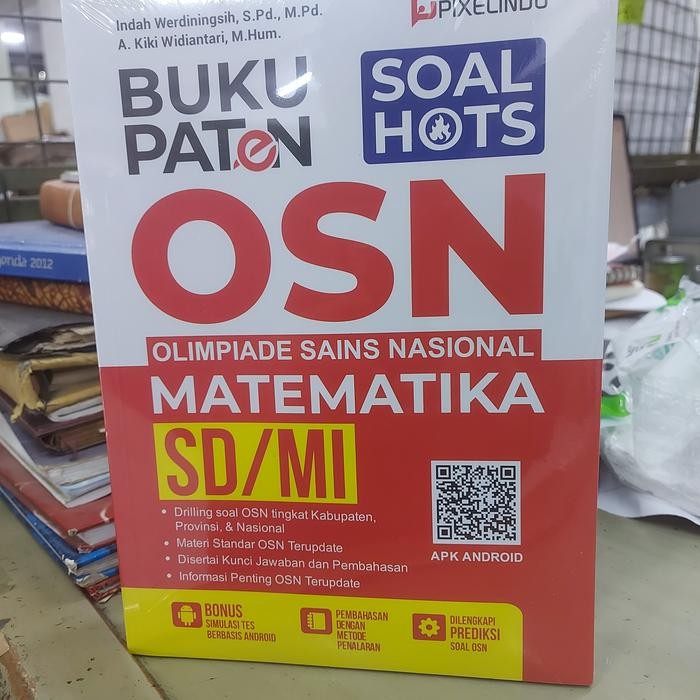 Indah Werdiningsih, S.Pd., M.Pd.
A. Kiki Widiantari, M.Hum.
PIXELINDO
BUKU
PATeN
SOAL
HOTS
OSN
OLIMPIADE SAINS NASIONAL
MATEMATIKA
SD/MI
• Drilling soal OSN tingkat Kabupaten,
Provinsi, & Nasional
• Materi Standar OSN Terupdate
• Disertai Kunci Jawaban dan Pembahasan
• Informasi Penting OSN Terupdate
APK ANDROID
BONUS
SIMULASI TES
BERBASIS ANDROID
PEMBAHASAN
DENGAN
METODE
PENALARAN
DILENGKAPI
PREDIKSI
SOAL OSN
2012